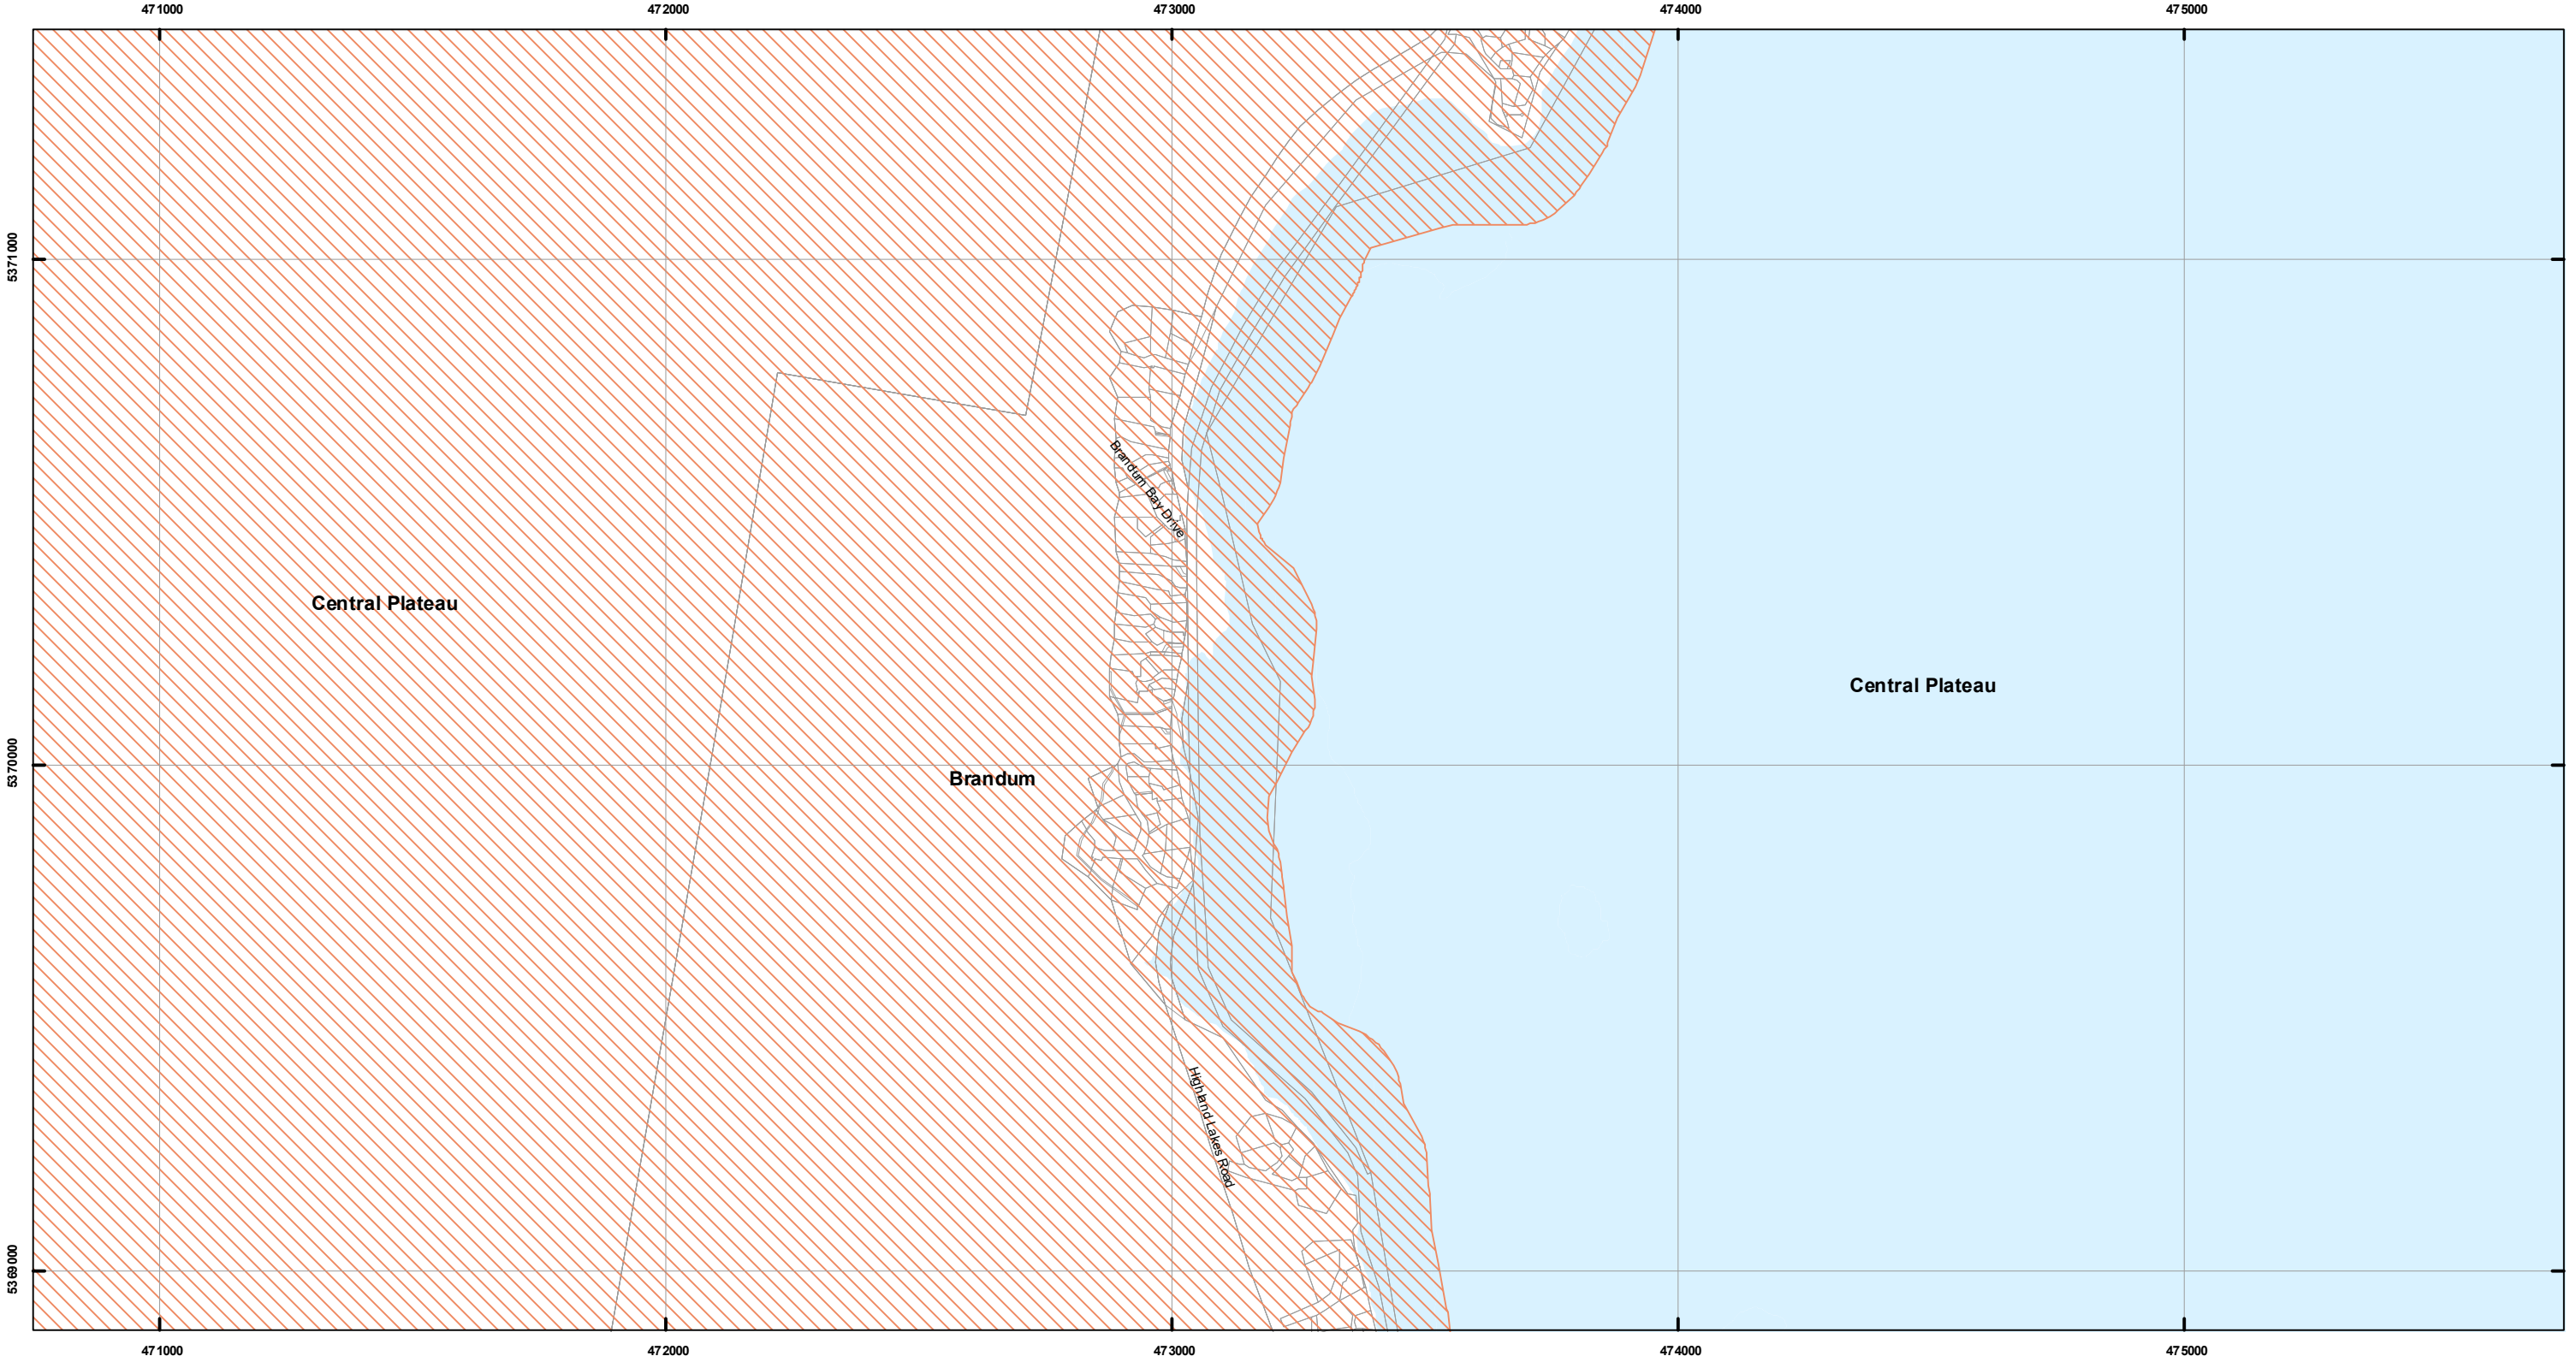 471000 472000 473000 474000 475000
5371000
Brandum Bay Drive
Central Plateau
Central Plateau
5370000
Brandum
Highland Lakes Road
5369000
471000 472000 473000 474000 475000